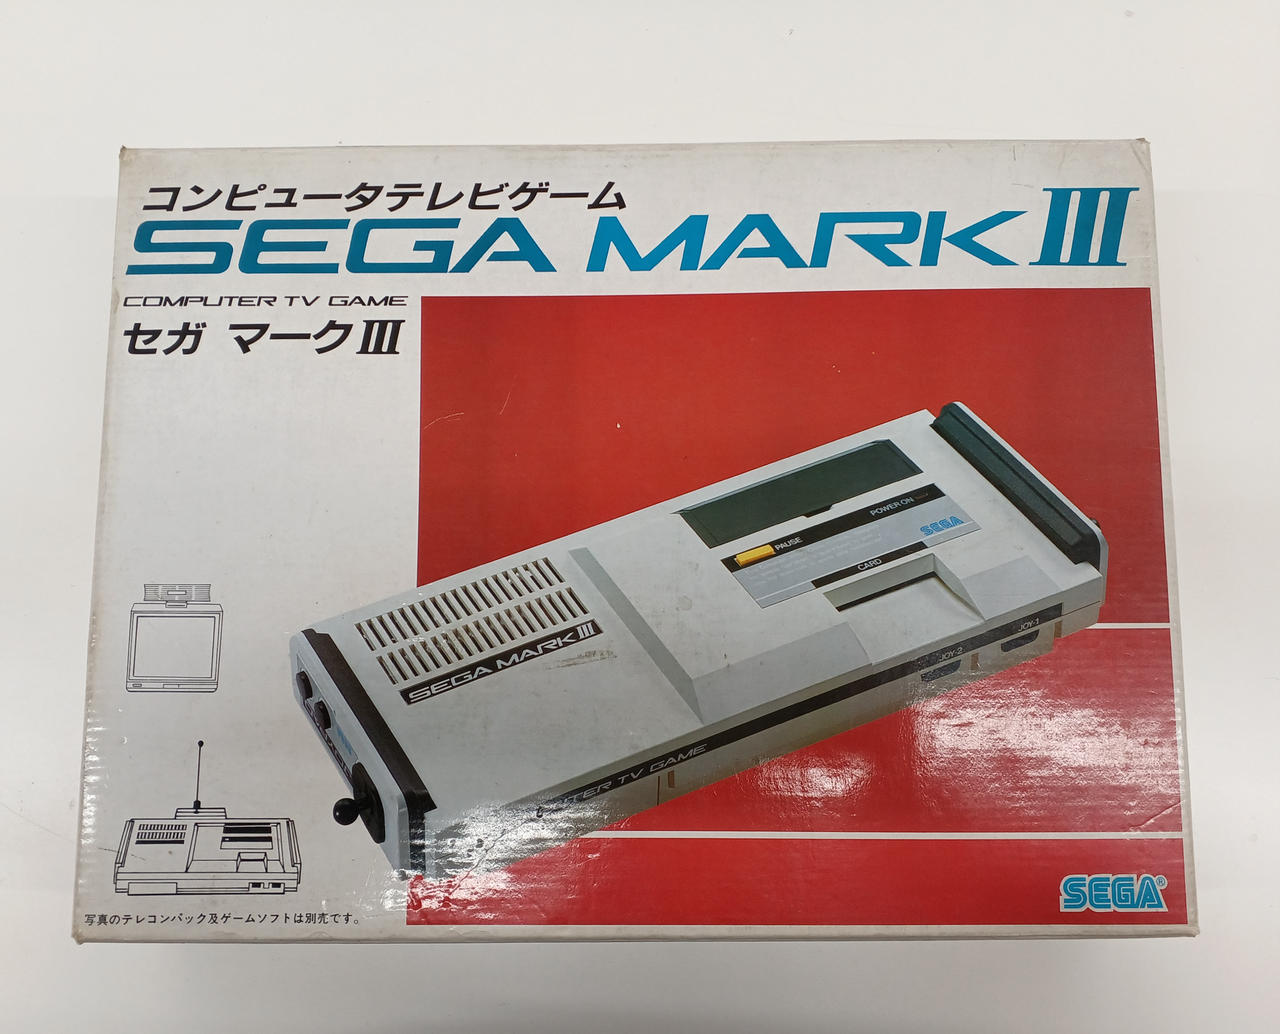 コンピュータテレビゲーム
SEGA MARK III
COMPUTER TV GAME
セガ マークIII
POWER ON
PAUSE
SEGA
CARD
SEGA MARK III
JOY-1
JOY-2
TV GAME
SEGA®
写真のテレコンパック及ゲームソフトは別売です。